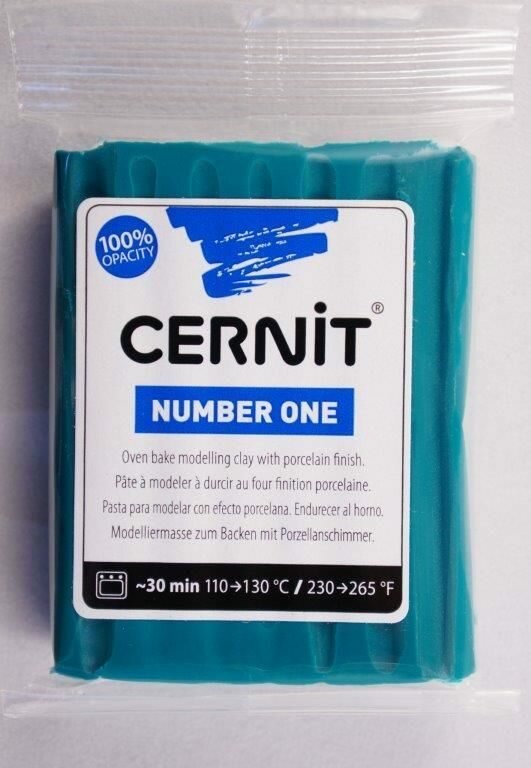 100%
OPACITY
CERNiT®
NUMBER ONE
Oven bake modelling clay with porcelain finish.
Pâte à modeler à durcir au four finition porcelaine.
Pasta para modelar con efecto porcelana. Endurecer al horno.
Modelliermasse zum Backen mit Porzellanschimmer.
~30 min 110→130 °C / 230→265 °F